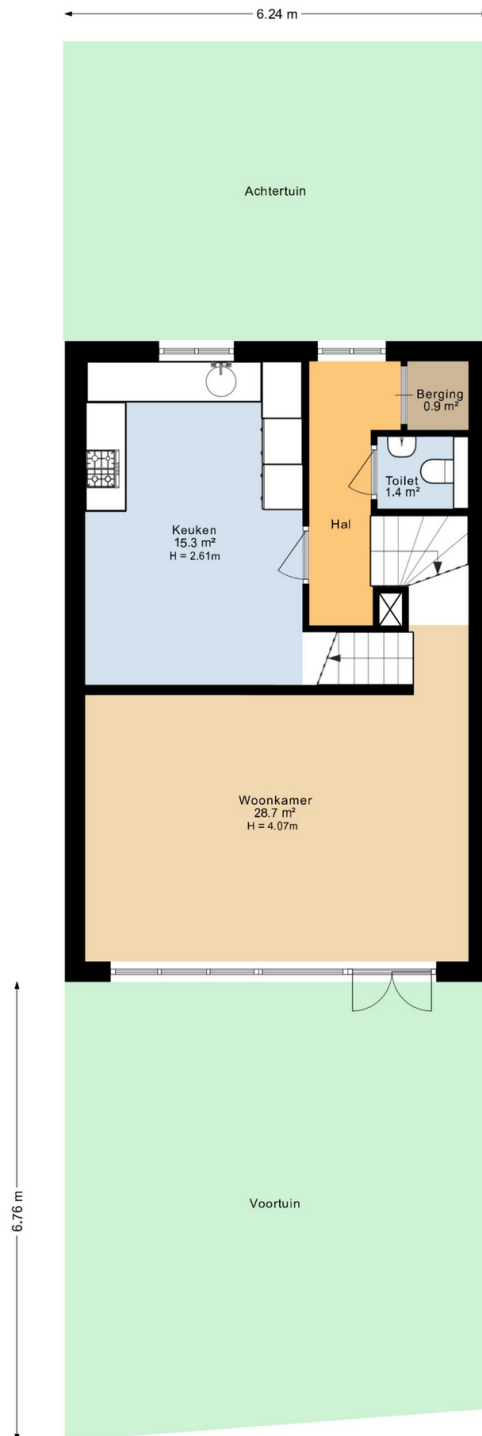 6.24 m
Achtertuin
Berging
0.9 m²
Toilet
1.4 m²
Hal
Keuken
15.3 m²
H = 2.61m
Woonkamer
28.7 m²
H = 4.07m
6.76 m
Voortuin